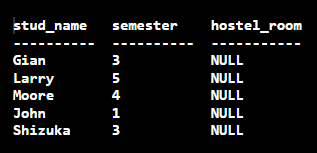 stud_name   semester    hostel_room
----------  ----------  -----------
Gian        3           NULL
Larry       5           NULL
Moore       4           NULL
John        1           NULL
Shizuka     3           NULL